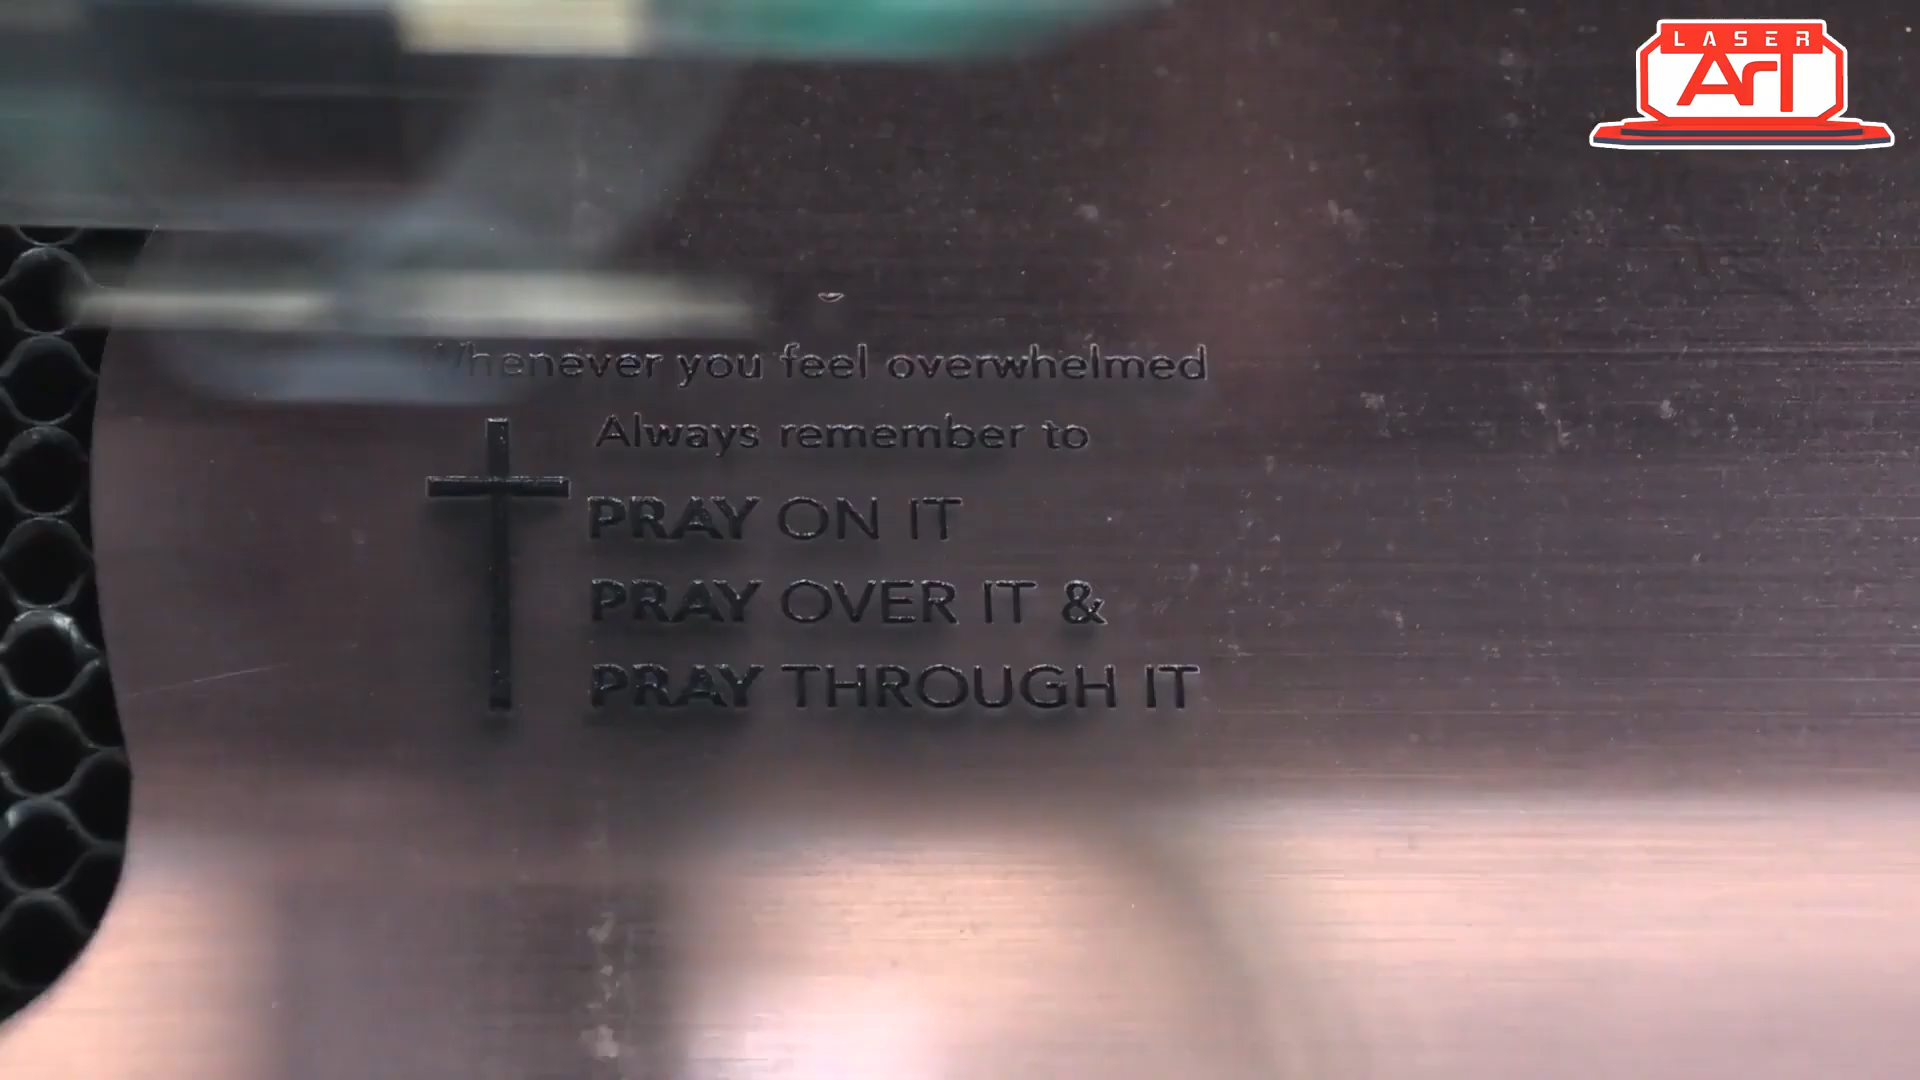 LASER
Art
Whenever you feel overwhelmed
Always remember to
PRAY ON IT
PRAY OVER IT &
PRAY THROUGH IT